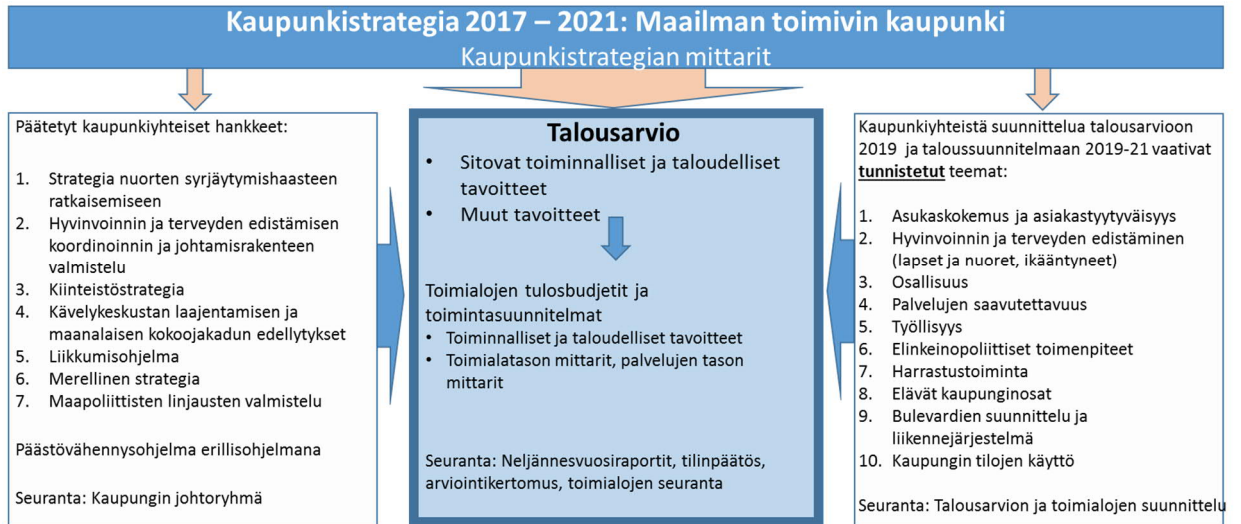 Kaupunkistrategia 2017 – 2021: Maailman toimivin kaupunki
Kaupunkistrategian mittarit
Päätetyt kaupunkiyhteiset hankkeet:
1. Strategia nuorten syrjäytymishaasteen
ratkaisemiseen
2. Hyvinvoinnin ja terveyden edistämisen
koordinoinnin ja johtamisrakenteen
valmistelu
3. Kiinteistöstrategia
4. Kävelykeskustan laajentamisen ja
maanalaisen kokoojakadun edellytykset
5. Liikkumisohjelma
6. Merellinen strategia
7. Maapoliittisten linjausten valmistelu
Päästövähennysohjelma erillisohjelmana
Seuranta: Kaupungin johtoryhmä
Talousarvio
• Sitovat toiminnalliset ja taloudelliset
tavoitteet
• Muut tavoitteet
Toimialojen tulosbudjetit ja
toimintasuunnitelmat
• Toiminnalliset ja taloudelliset tavoitteet
• Toimialatason mittarit, palvelujen tason
mittarit
Seuranta: Neljännesvuosiraportit, tilinpäätös,
arviointikertomus, toimialojen seuranta
Kaupunkiyhteistä suunnittelua talousarvioon
2019 ja taloussuunnitelmaan 2019-21 vaativat
tunnistetut teemat:
1. Asukaskokemus ja asiakastyytyväisyys
2. Hyvinvoinnin ja terveyden edistäminen
(lapset ja nuoret, ikääntyneet)
3. Osallisuus
4. Palvelujen saavutettavuus
5. Työllisyys
6. Elinkeinopoliittiset toimenpiteet
7. Harrastustoiminta
8. Elävät kaupunginosat
9. Bulevardien suunnittelu ja
liikennejärjestelmä
10. Kaupungin tilojen käyttö
Seuranta: Talousarvion ja toimialojen suunnittelu